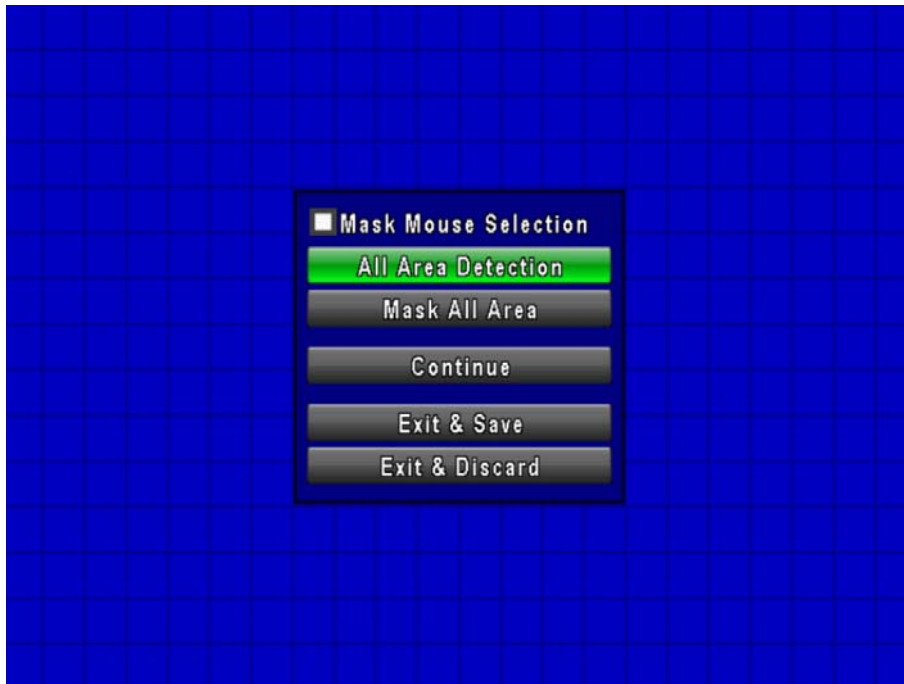 Mask Mouse Selection
All Area Detection
Mask All Area
Continue
Exit & Save
Exit & Discard